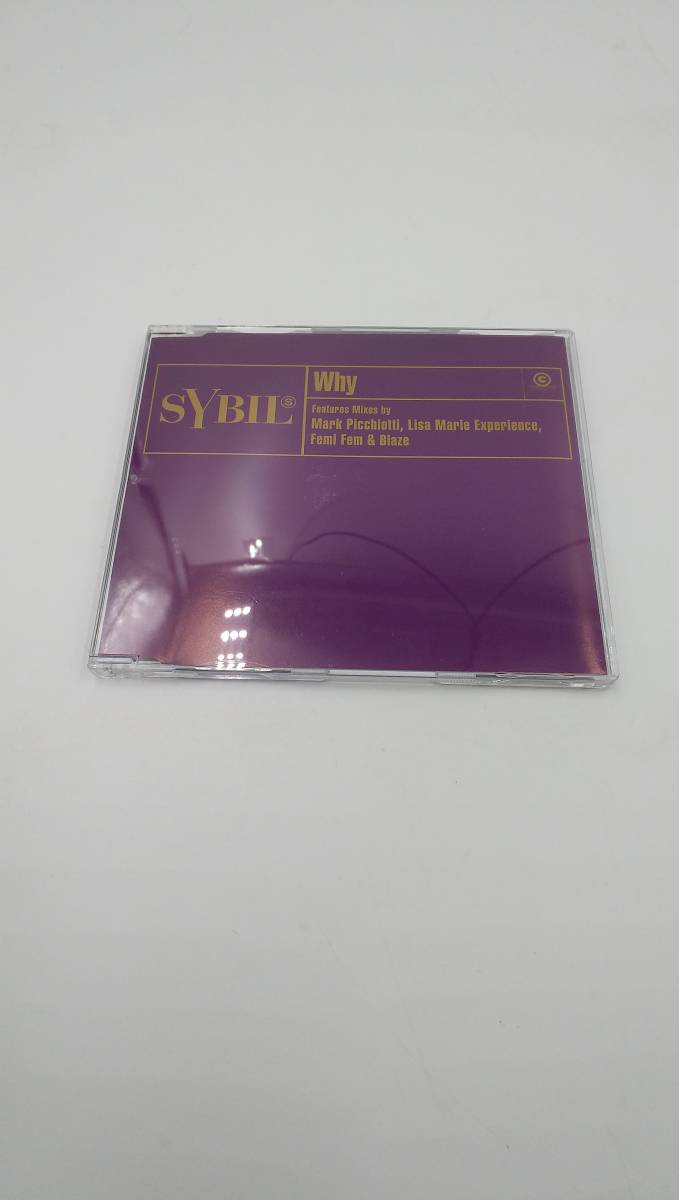 SYBIL S
Why
C
Features Mixes by
Mark Picchiotti, Lisa Marie Experience,
Femi Fem & Blaze